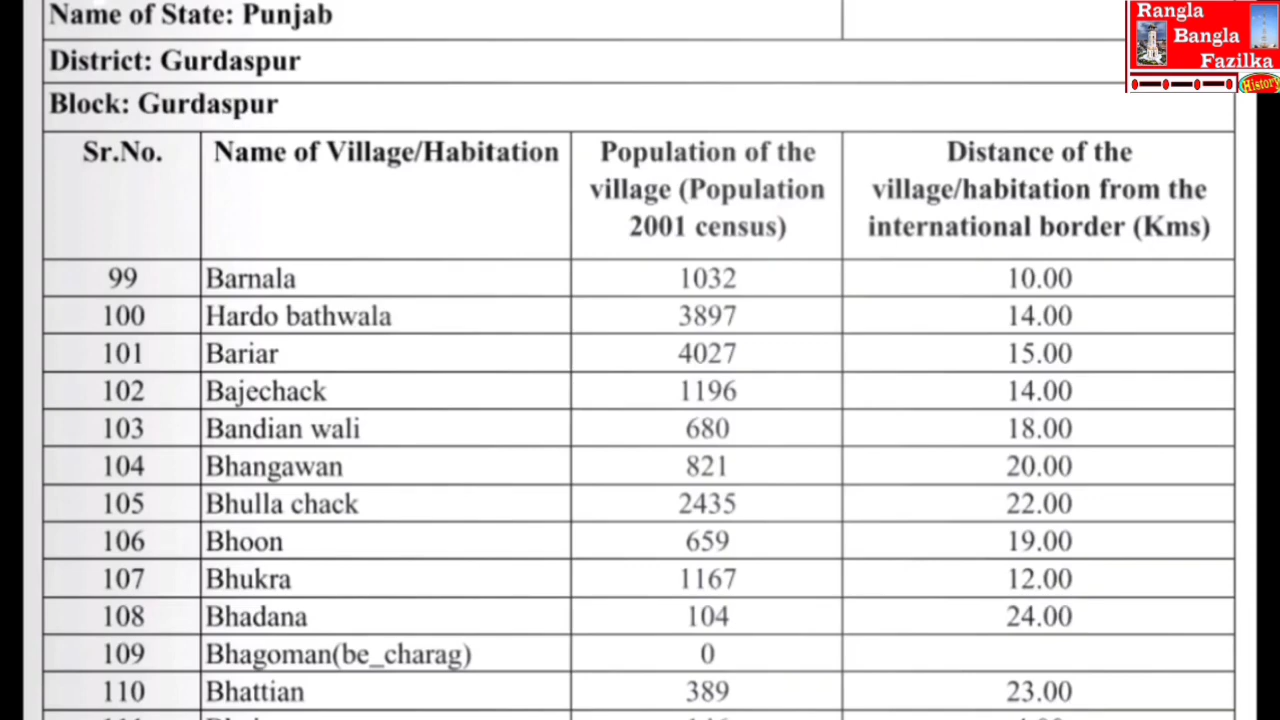 Name of State: Punjab
District: Gurdaspur
Block: Gurdaspur
Sr.No. Name of Village/Habitation Population of the village (Population 2001 census) Distance of the village/habitation from the international border (Kms)
99 Barnala 1032 10.00
100 Hardo bathwala 3897 14.00
101 Bariar 4027 15.00
102 Bajechack 1196 14.00
103 Bandian wali 680 18.00
104 Bhangawan 821 20.00
105 Bhulla chack 2435 22.00
106 Bhoon 659 19.00
107 Bhukra 1167 12.00
108 Bhadana 104 24.00
109 Bhagoman(be_charag) 0
110 Bhattian 389 23.00
Rangla
Bangla
Fazilka
History